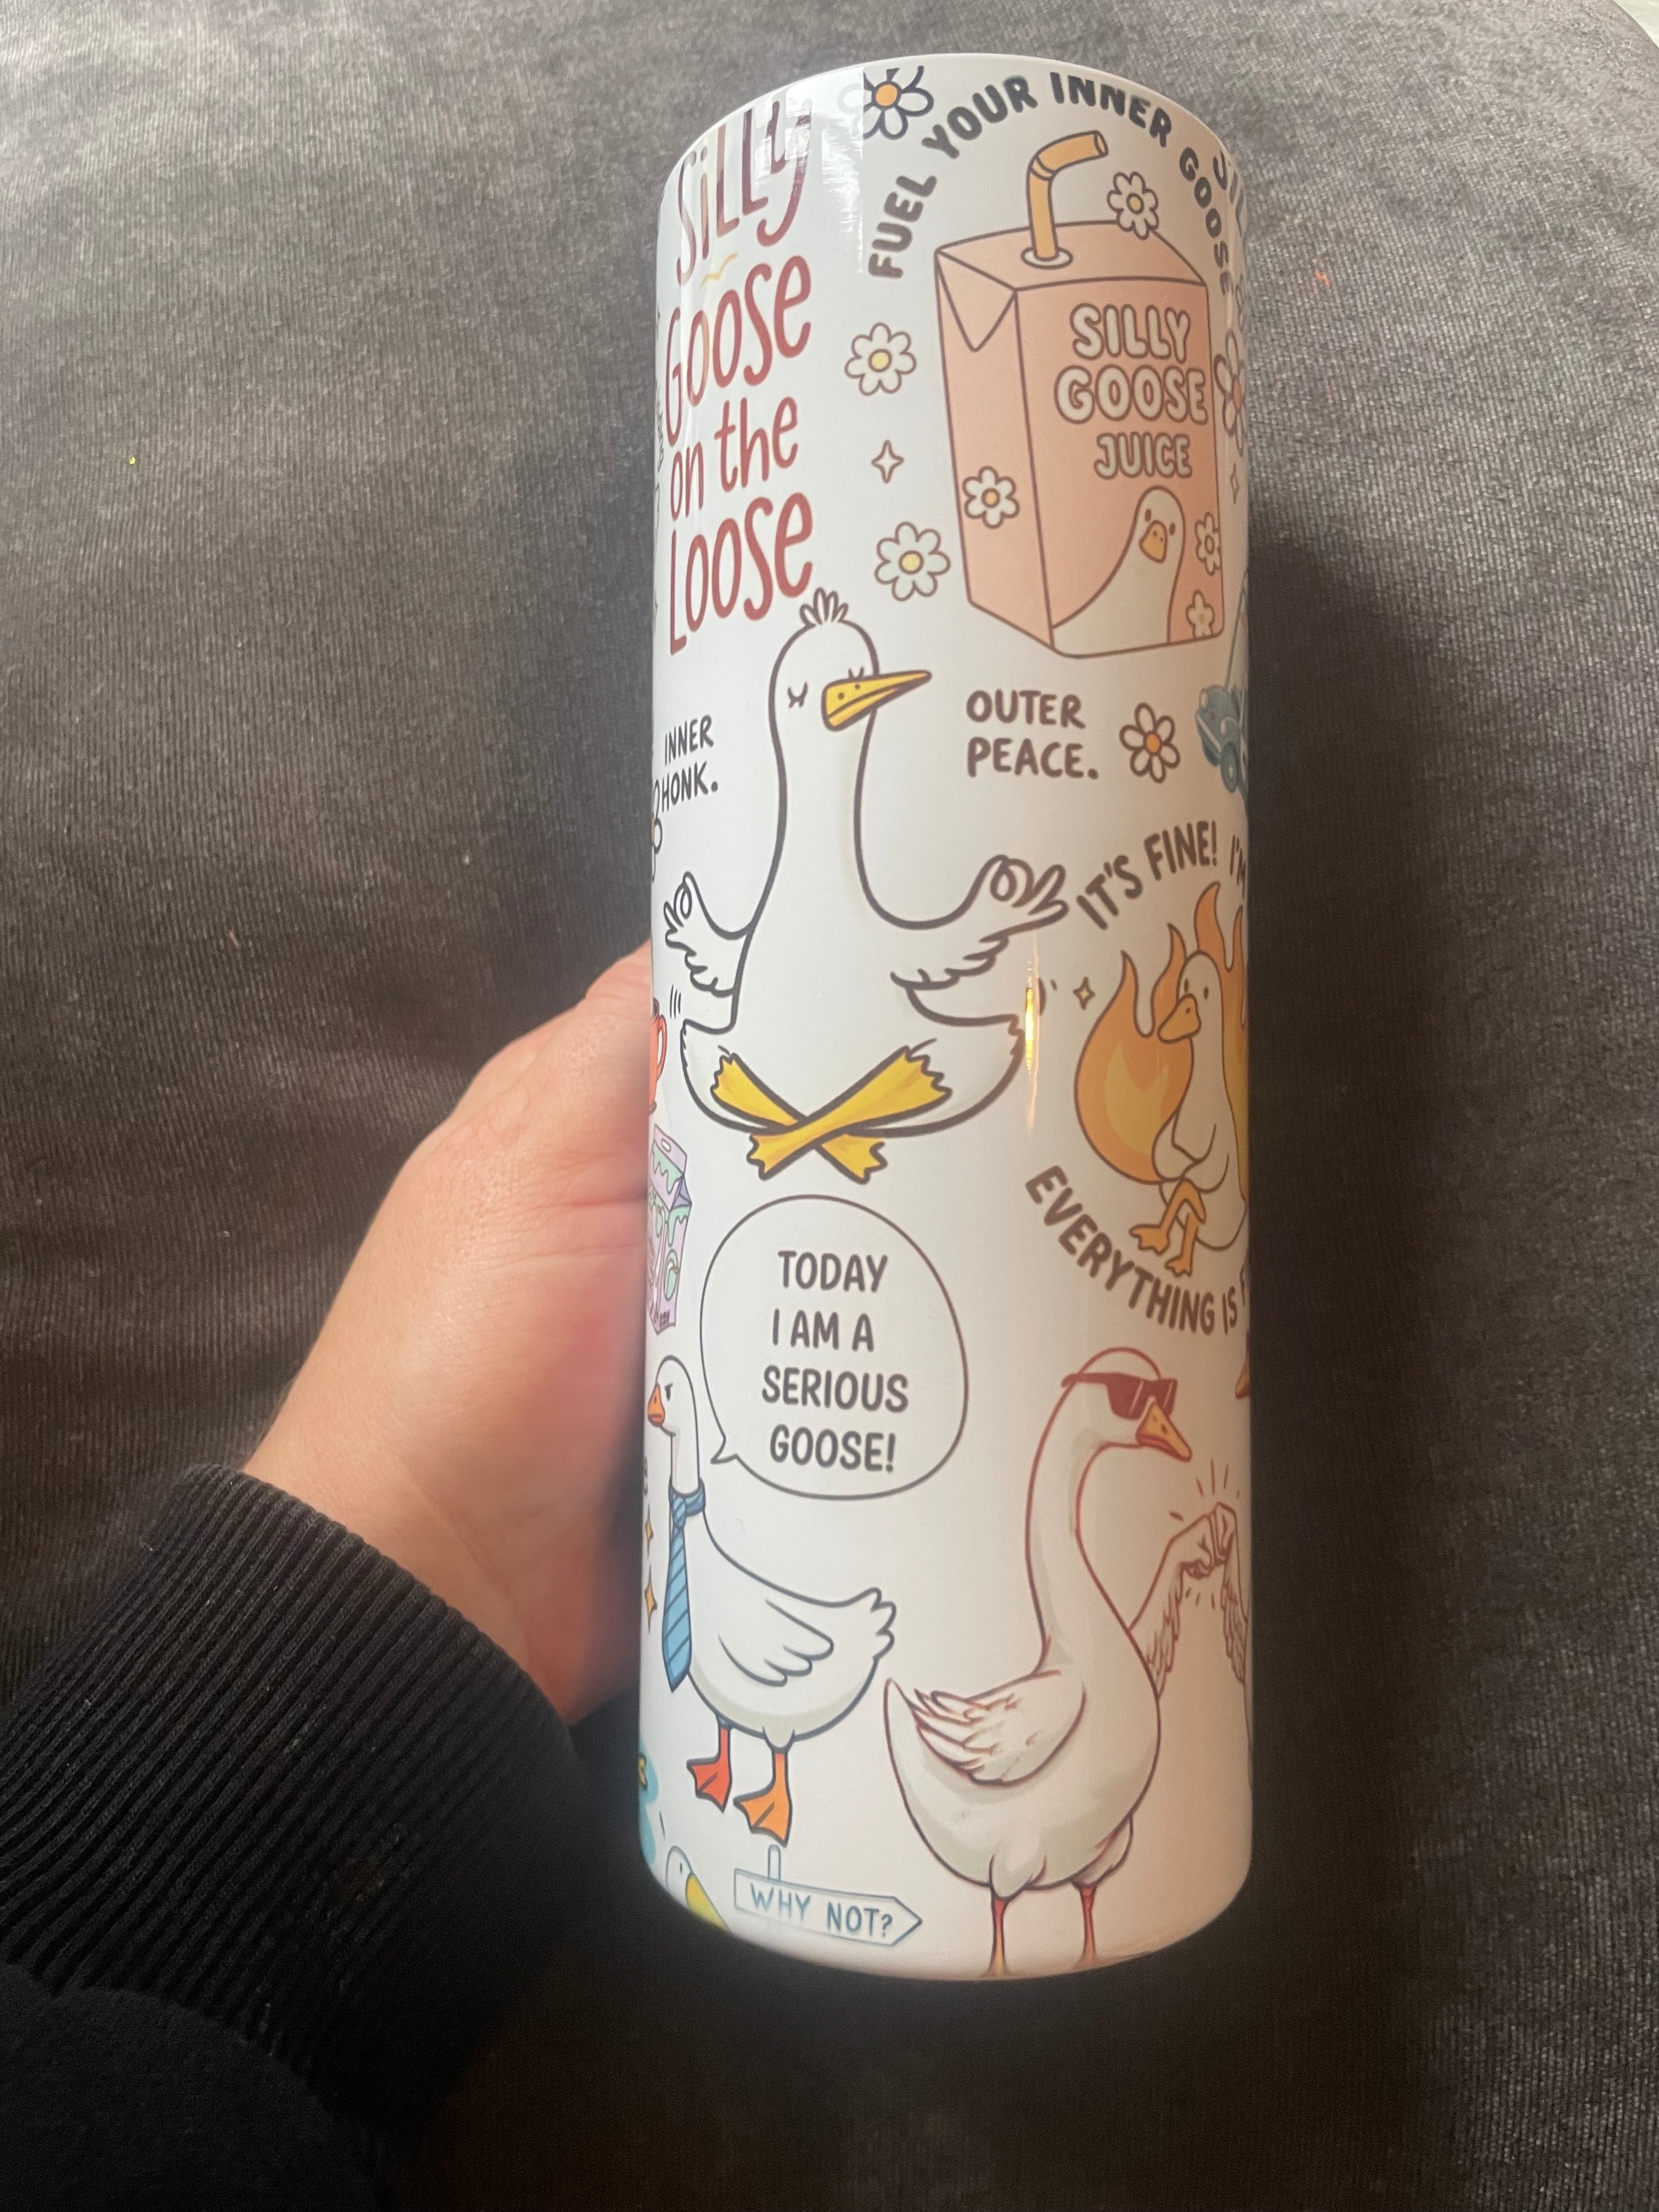 Silly
Goose
on the
Loose
FUEL YOUR INNER GOOSE
SILLY
GOOSE
JUICE
INNER
HONK.
OUTER
PEACE.
IT'S FINE! I'M
EVERYTHING IS
TODAY
I AM A
SERIOUS
GOOSE!
WHY NOT?